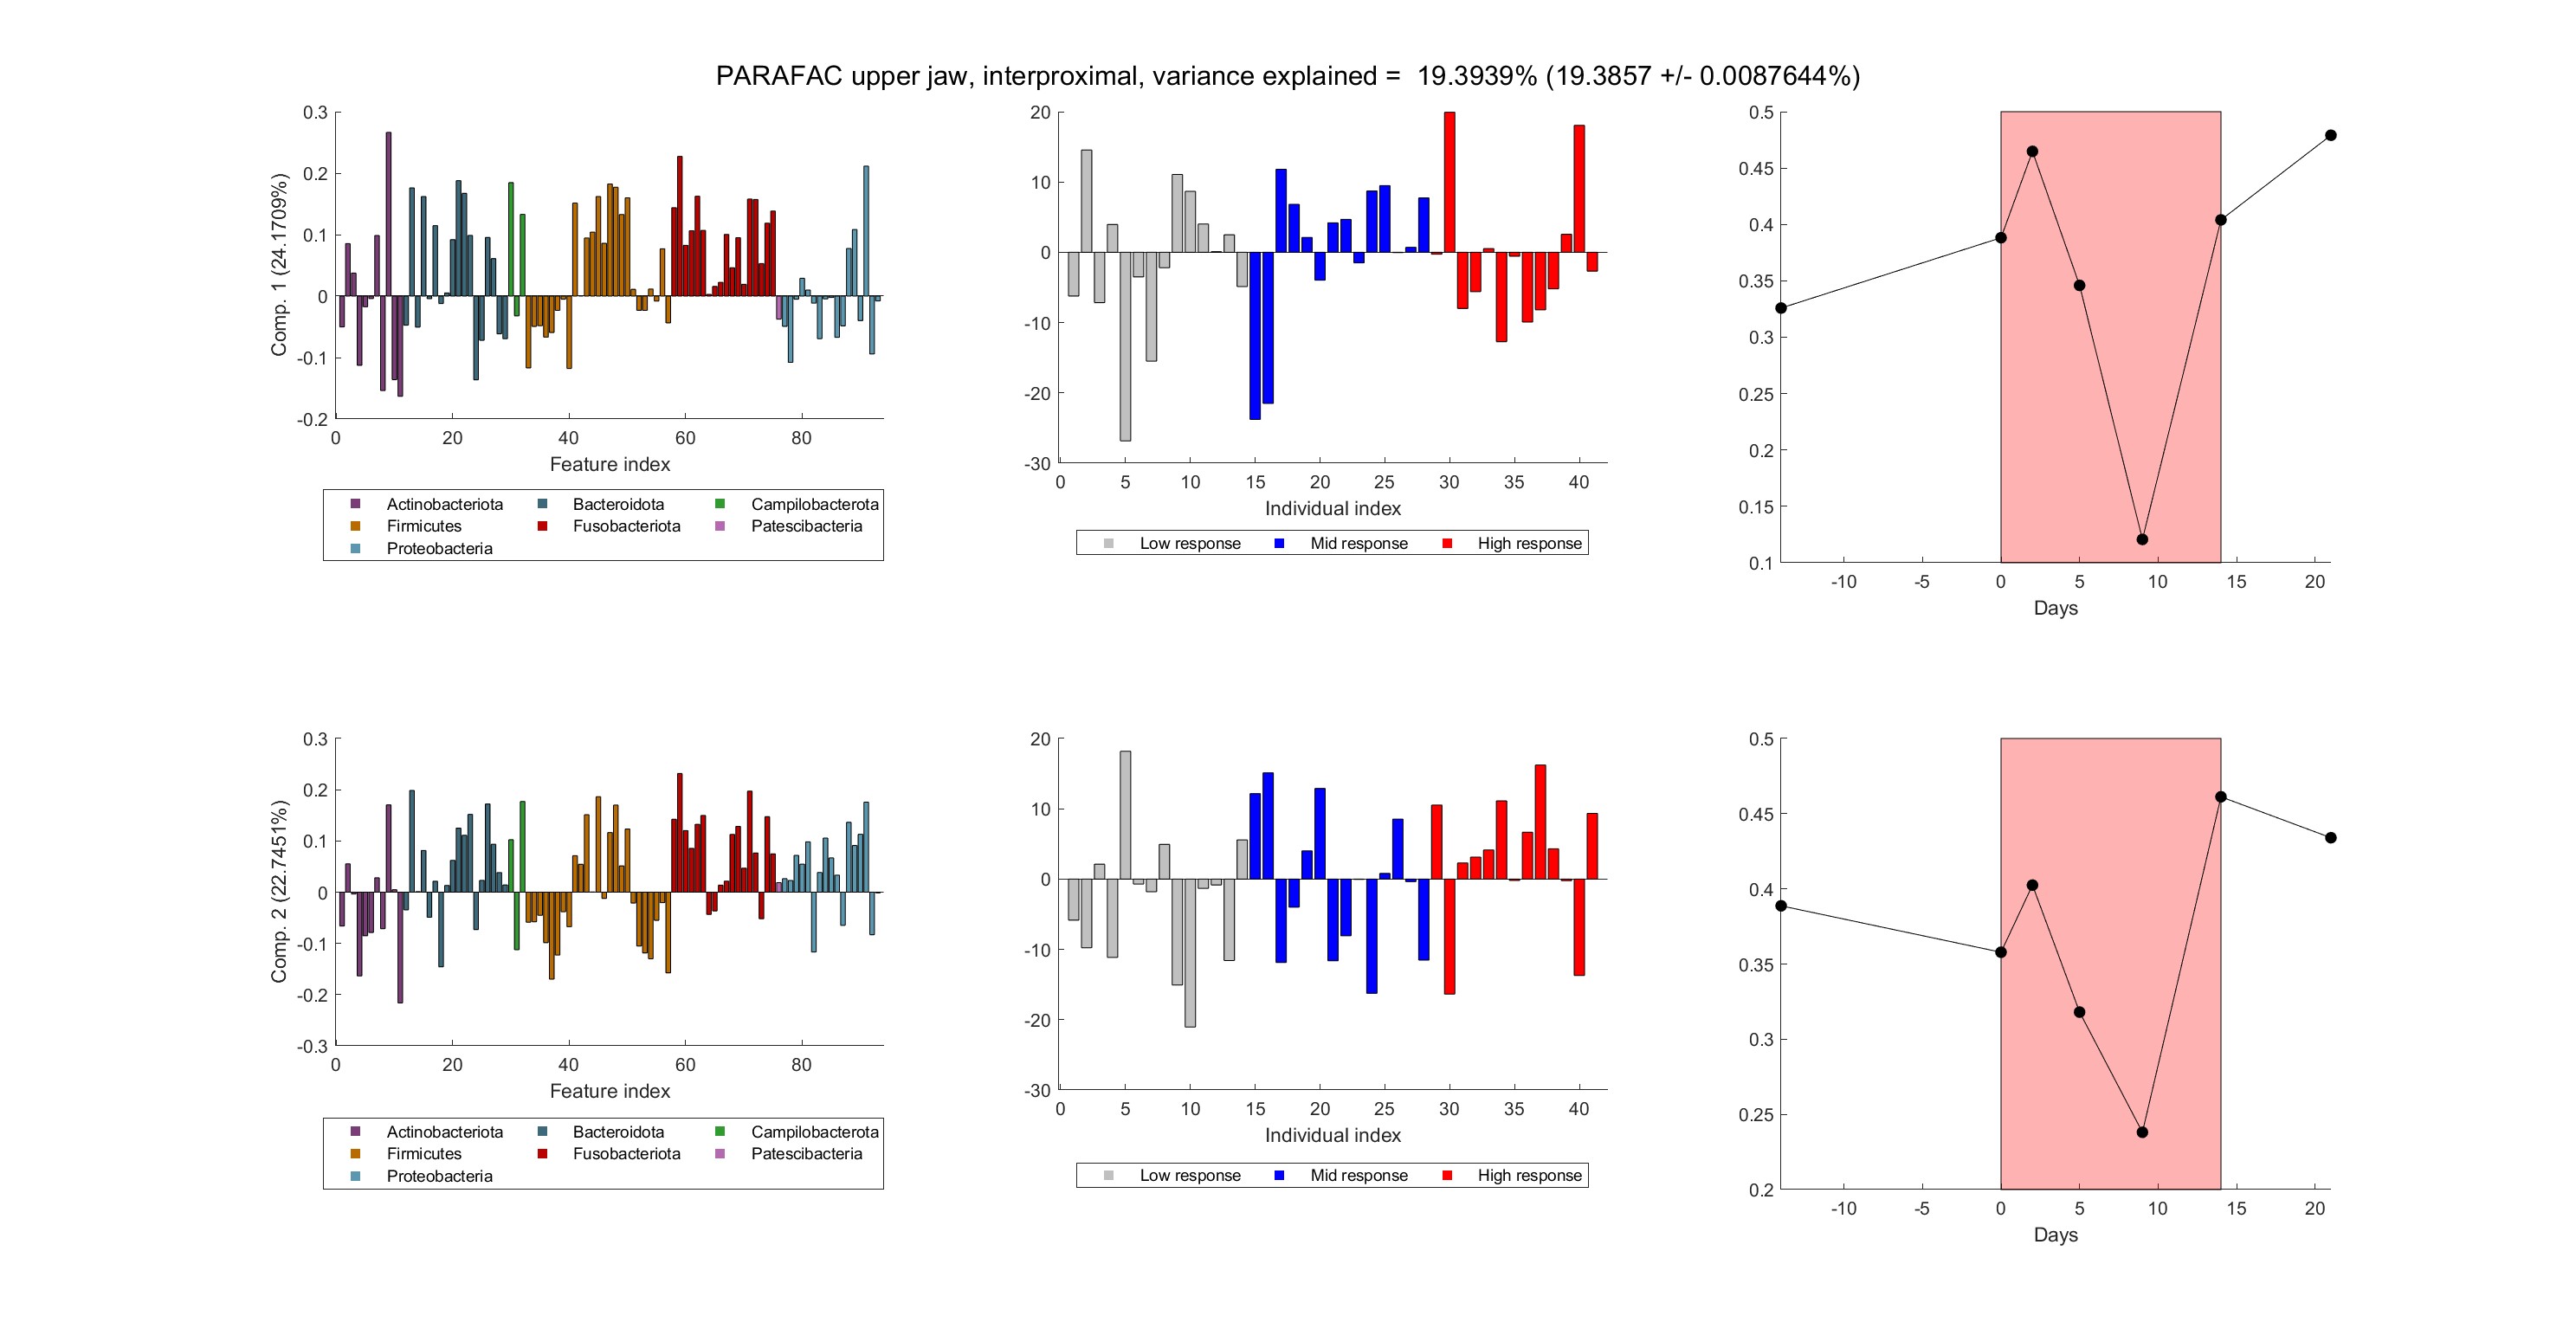 PARAFAC upper jaw, interproximal, variance explained =  19.3939% (19.3857 +/- 0.0087644%)
Comp. 1 (24.1709%)
0.3
0.2
0.1
0
-0.1
-0.2
0 20 40 60 80
Feature index
Actinobacteriota Bacteroidota Campilobacterota
Firmicutes Fusobacteriota Patescibacteria
Proteobacteria
20
10
0
-10
-20
-30
0 5 10 15 20 25 30 35 40
Individual index
Low response Mid response High response
0.5
0.45
0.4
0.35
0.3
0.25
0.2
0.15
0.1
-10 -5 0 5 10 15 20
Days
Comp. 2 (22.7451%)
0.3
0.2
0.1
0
-0.1
-0.2
-0.3
0 20 40 60 80
Feature index
Actinobacteriota Bacteroidota Campilobacterota
Firmicutes Fusobacteriota Patescibacteria
Proteobacteria
20
10
0
-10
-20
-30
0 5 10 15 20 25 30 35 40
Individual index
Low response Mid response High response
0.5
0.45
0.4
0.35
0.3
0.25
0.2
-10 -5 0 5 10 15 20
Days